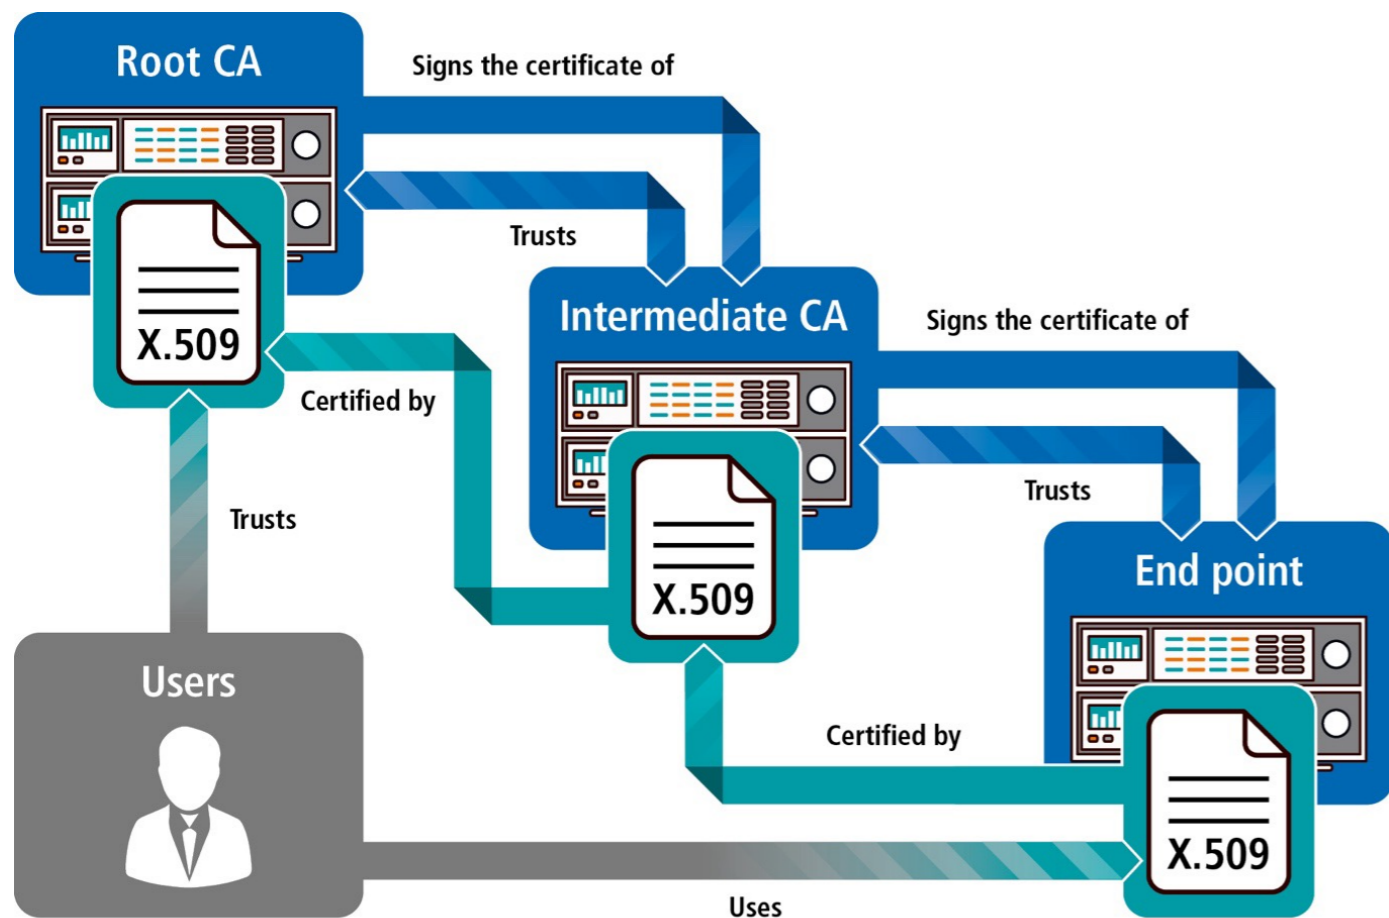 Root CA
Signs the certificate of
Trusts
X.509
Intermediate CA
Signs the certificate of
Certified by
Trusts
Trusts
X.509
End point
Users
Certified by
X.509
Uses